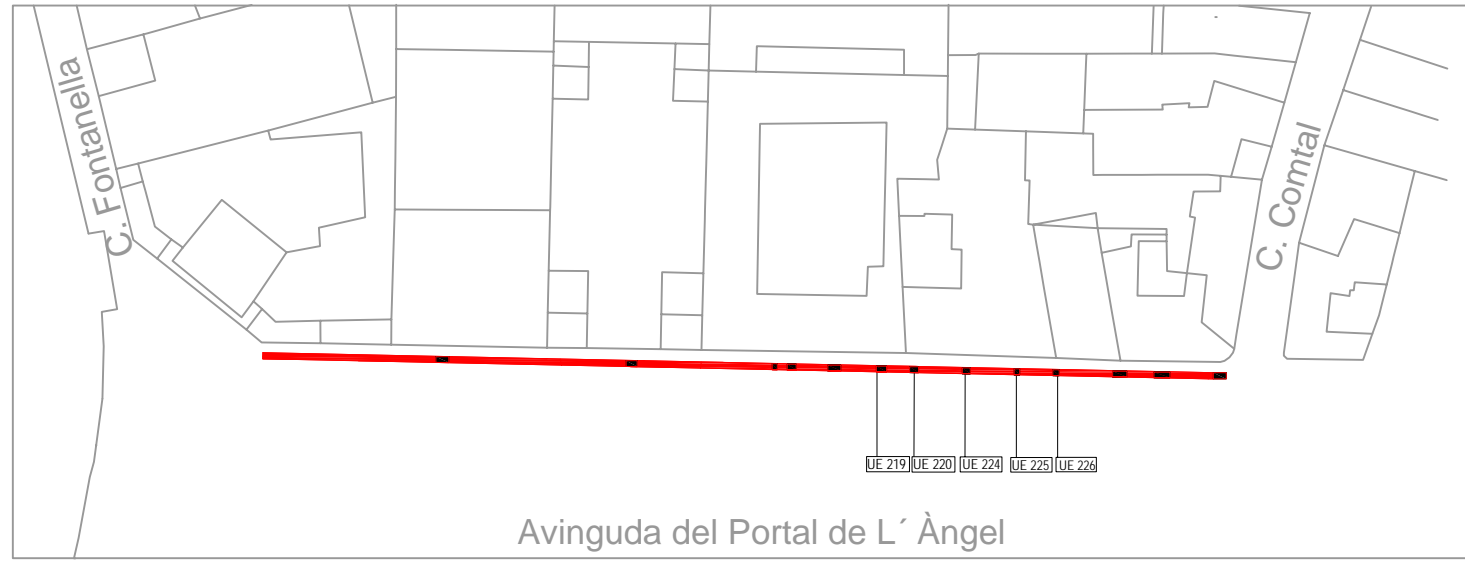 C. Fontanella
C. Comtal
UE 219
UE 220
UE 224
UE 225
UE 226
Avinguda del Portal de L´ Àngel